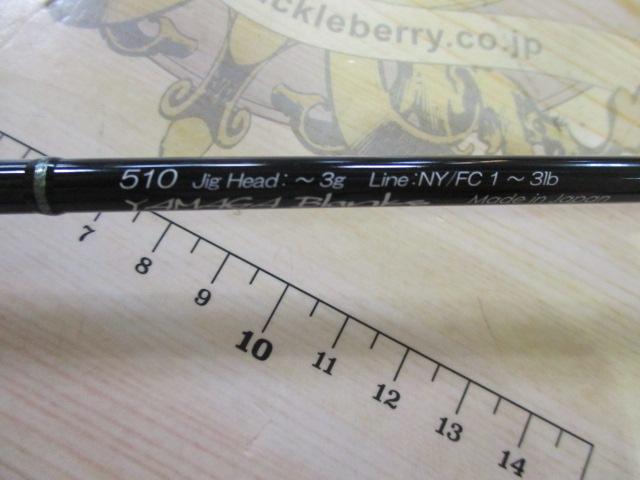 ckleberry.co.jp
510 Jig Head: ~ 3g Line:NY/FC 1 ~ 3lb
YAMAGA Blanks Made in Japan
7 8 9 10 11 12 13 14